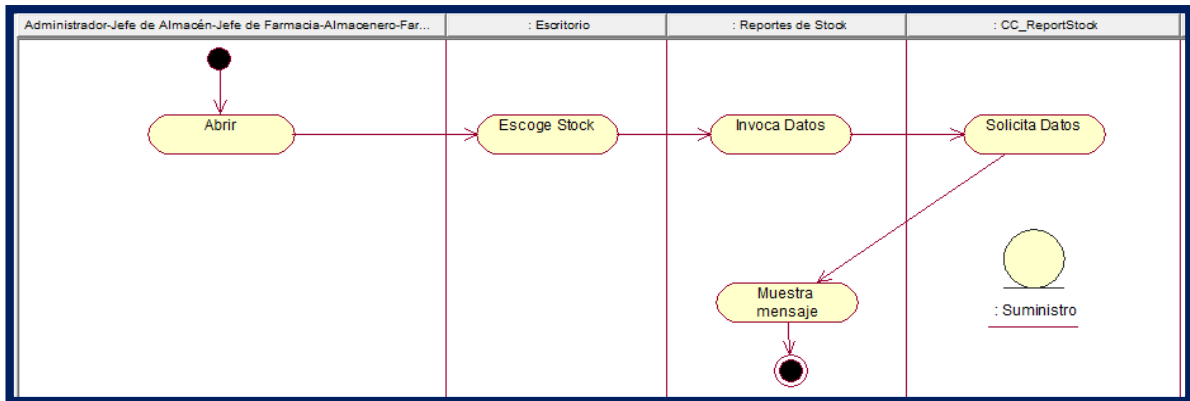 Administrador-Jefe de Almacén-Jefe de Farmacia-Almacenero-Far...
: Escritorio
: Reportes de Stock
: CC_ReportStock
Abrir
Escoge Stock
Invoca Datos
Solicita Datos
Muestra
mensaje
: Suministro